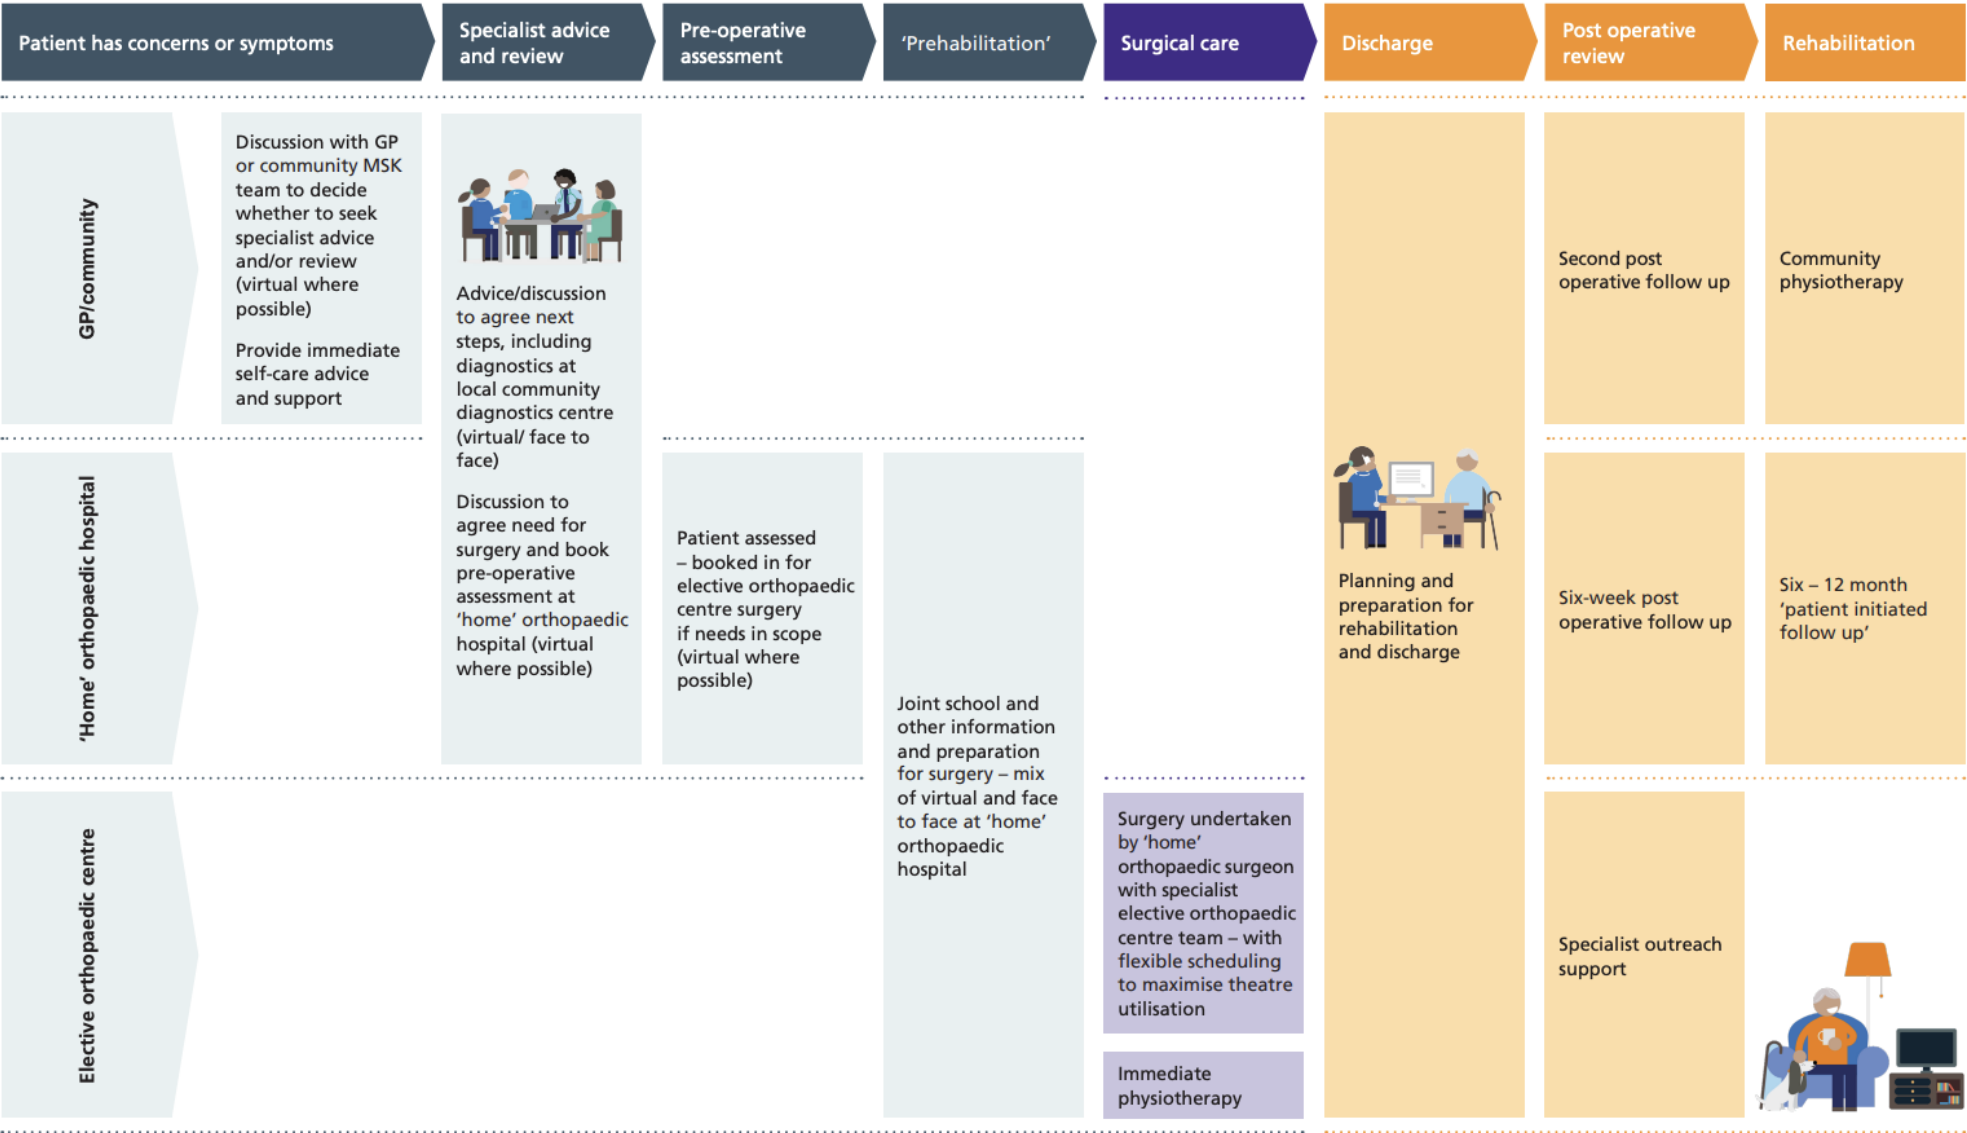 Patient has concerns or symptoms
Specialist advice
and review
Pre-operative
assessment
‘Prehabilitation’
Surgical care
Discharge
Post operative
review
Rehabilitation
GP/community
Discussion with GP
or community MSK
team to decide
whether to seek
specialist advice
and/or review
(virtual where
possible)
Provide immediate
self-care advice
and support
Advice/discussion
to agree next
steps, including
diagnostics at
local community
diagnostics centre
(virtual/ face to
face)
Discussion to
agree need for
surgery and book
pre-operative
assessment at
‘home’ orthopaedic
hospital (virtual
where possible)
Second post
operative follow up
Community
physiotherapy
‘Home’ orthopaedic hospital
Patient assessed
– booked in for
elective orthopaedic
centre surgery
if needs in scope
(virtual where
possible)
Joint school and
other information
and preparation
for surgery – mix
of virtual and face
to face at ‘home’
orthopaedic
hospital
Planning and
preparation for
rehabilitation
and discharge
Six-week post
operative follow up
Six – 12 month
‘patient initiated
follow up’
Elective orthopaedic centre
Surgery undertaken
by ‘home’
orthopaedic surgeon
with specialist
elective orthopaedic
centre team – with
flexible scheduling
to maximise theatre
utilisation
Immediate
physiotherapy
Specialist outreach
support